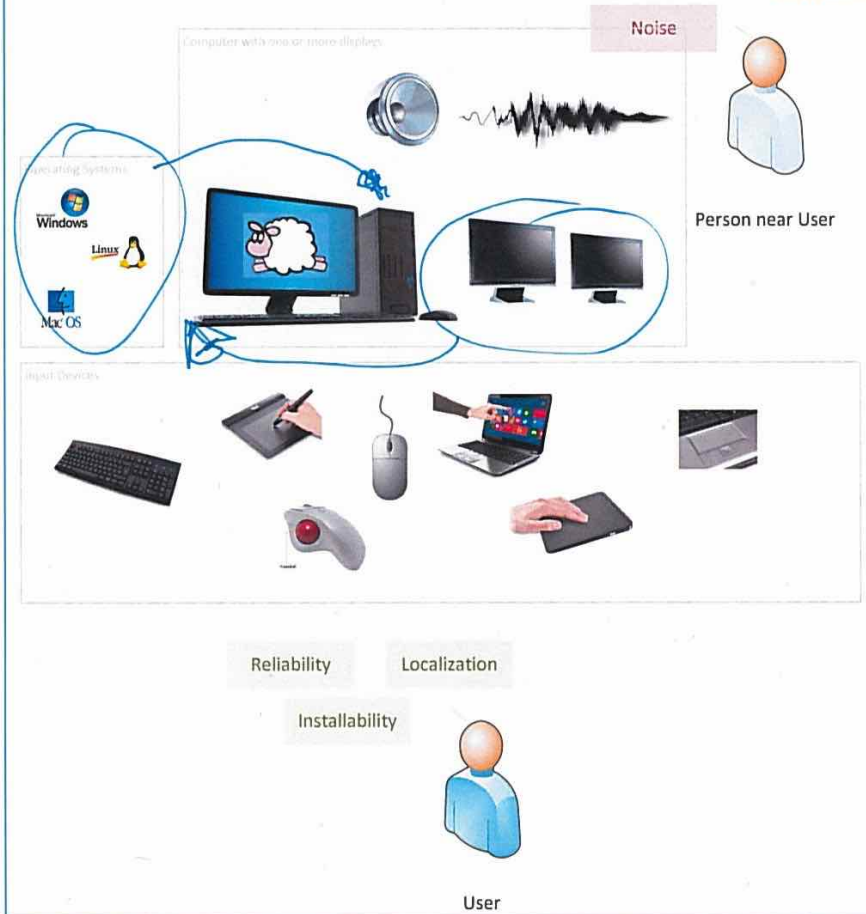 Noise
Computer with one or more displays
Person near User
Operating Systems
Microsoft
Windows
Linux
Mac OS
Input Devices
Reliability
Localization
Installability
User